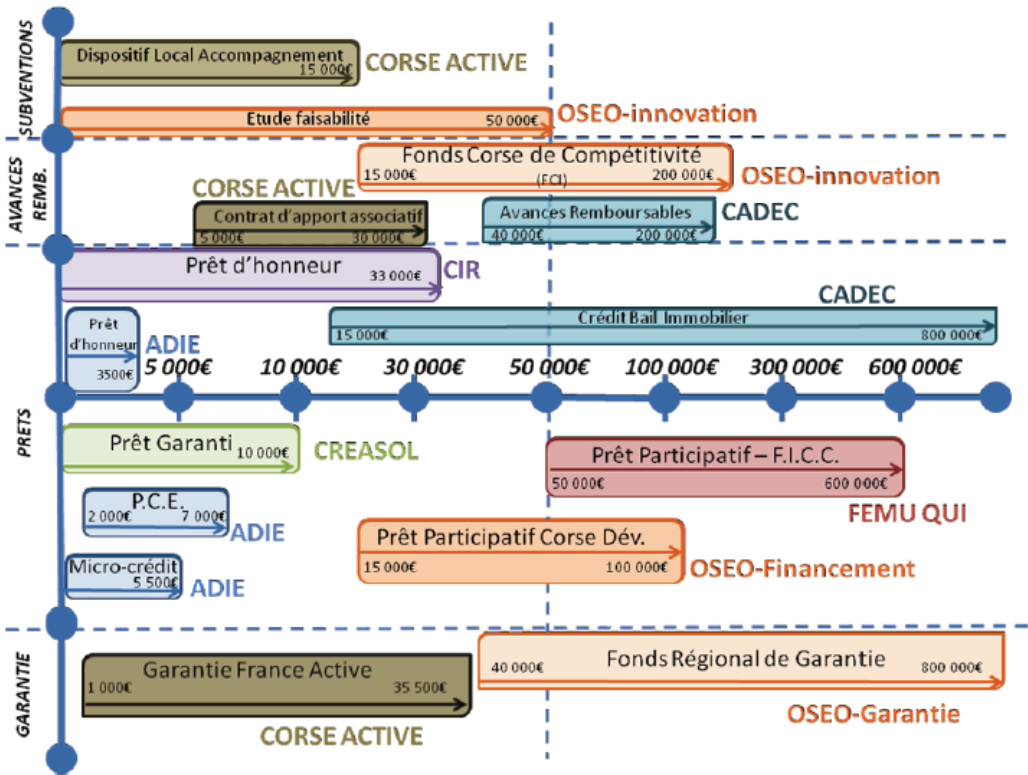 SUBVENTIONS
Dispositif Local Accompagnement
15 000€
CORSE ACTIVE
Etude faisabilité
50 000€
OSEO-innovation
AVANCES
REMB.
Fonds Corse de Compétitivité
15 000€
(FCI)
200 000€
OSEO-innovation
CORSE ACTIVE
Contrat d'apport associatif
5 000€
30 000€
Avances Remboursables
40 000€
200 000€
CADEC
Prêt d'honneur
33 000€
CIR
CADEC
Crédit Bail Immobilier
15 000€
800 000€
Prêt
d'honneur
3500€
ADIE
5 000€
10 000€
30 000€
50 000€
100 000€
300 000€
600 000€
PRETS
Prêt Garanti
10 000€
CREASOL
Prêt Participatif – F.I.C.C.
50 000€
600 000€
FEMU QUI
P.C.E.
2 000€
7 000€
ADIE
Prêt Participatif Corse Dév.
15 000€
100 000€
OSEO-Financement
Micro-crédit
5 500€
ADIE
GARANTIE
Garantie France Active
1 000€
35 500€
CORSE ACTIVE
Fonds Régional de Garantie
40 000€
800 000€
OSEO-Garantie